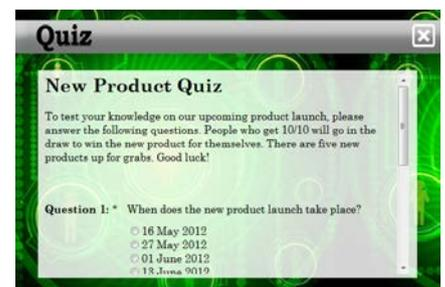 Quiz
New Product Quiz
To test your knowledge on our upcoming product launch, please
answer the following questions. People who get 10/10 will go in the
draw to win the new product for themselves. There are five new
products up for grabs. Good luck!
Question 1: * When does the new product launch take place?
16 May 2012
27 May 2012
01 June 2012
13 June 2012